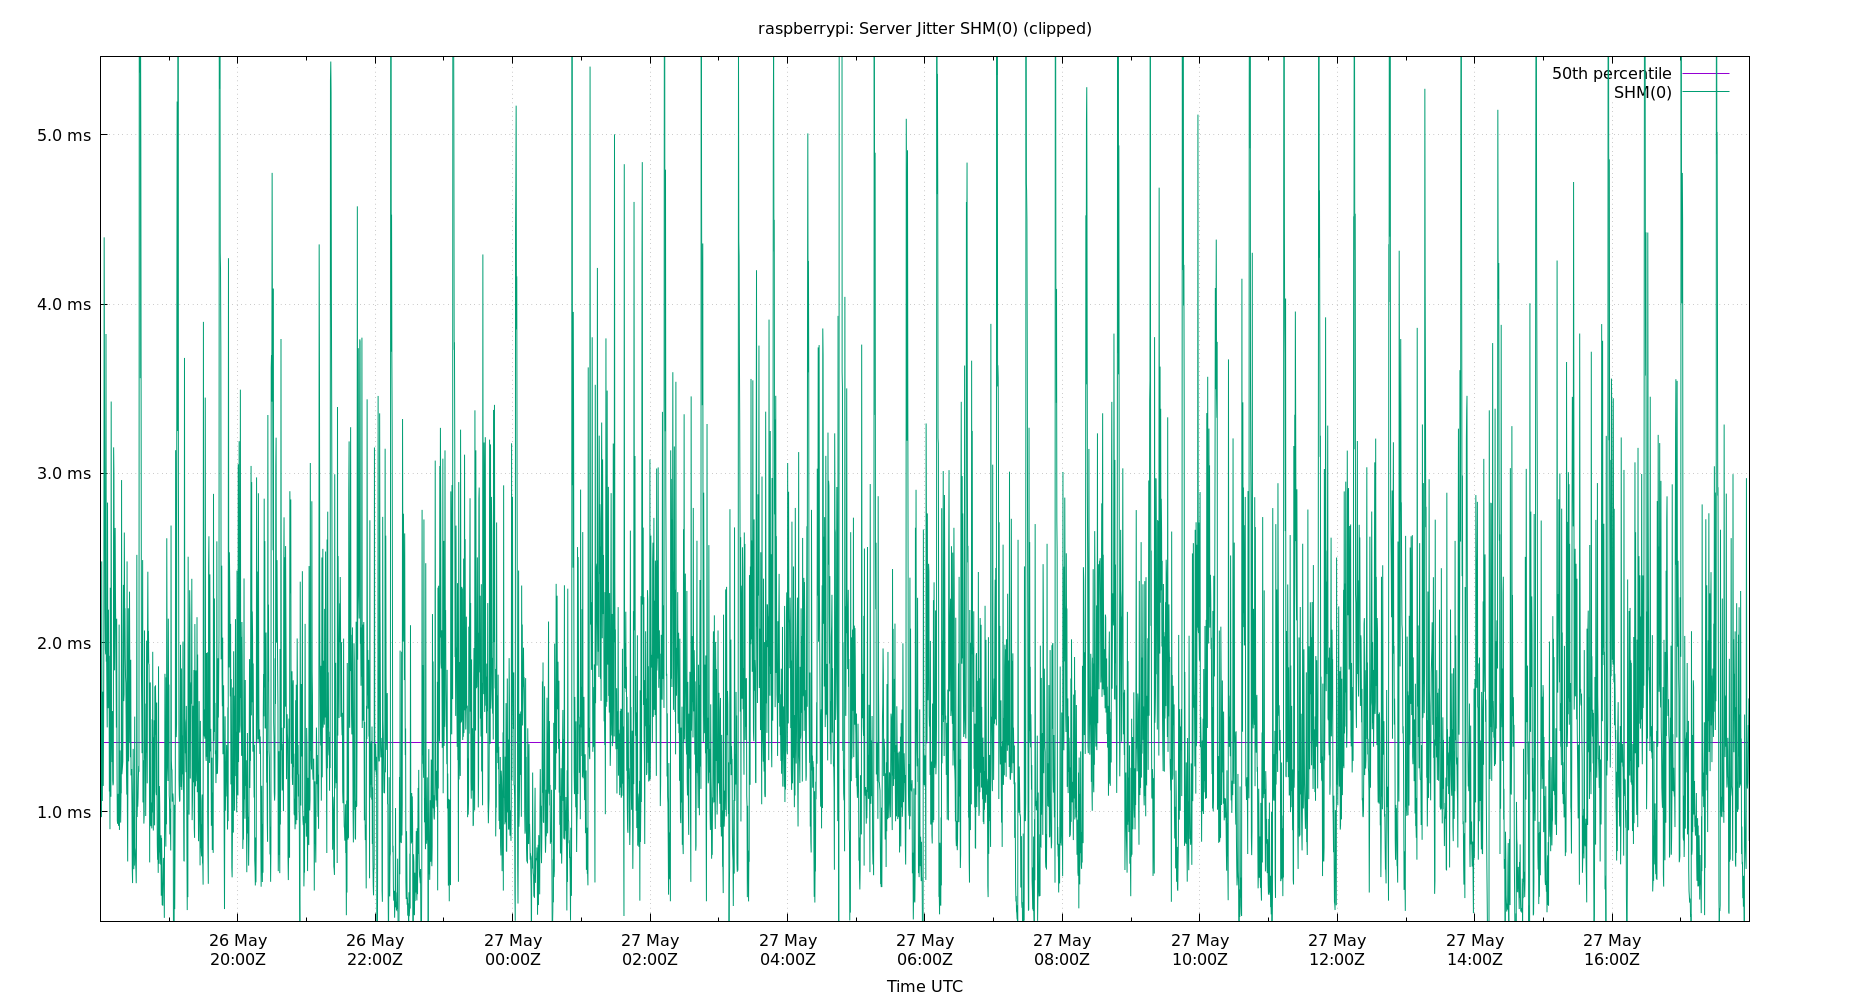 raspberrypi: Server Jitter SHM(0) (clipped)
50th percentile
SHM(0)
5.0 ms
4.0 ms
3.0 ms
2.0 ms
1.0 ms
26 May 26 May 27 May 27 May 27 May 27 May 27 May 27 May 27 May 27 May 27 May
20:00Z 22:00Z 00:00Z 02:00Z 04:00Z 06:00Z 08:00Z 10:00Z 12:00Z 14:00Z 16:00Z
Time UTC